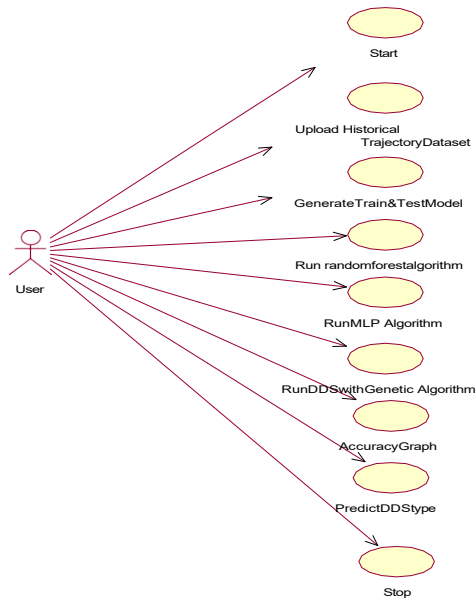 Start
Upload Historical
TrajectoryDataset
GenerateTrain&TestModel
User
Run randomforestalgorithm
RunMLP Algorithm
RunDDSwithGenetic Algorithm
AccuracyGraph
PredictDDStype
Stop